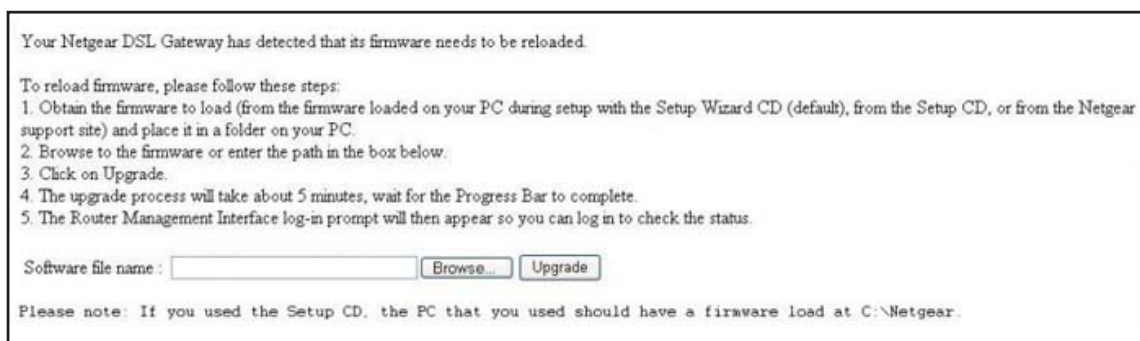 Your Netgear DSL Gateway has detected that its firmware needs to be reloaded.
To reload firmware, please follow these steps:
1. Obtain the firmware to load (from the firmware loaded on your PC during setup with the Setup Wizard CD (default), from the Setup CD, or from the Netgear
support site) and place it in a folder on your PC.
2. Browse to the firmware or enter the path in the box below.
3. Click on Upgrade.
4. The upgrade process will take about 5 minutes, wait for the Progress Bar to complete.
5. The Router Management Interface log-in prompt will then appear so you can log in to check the status.
Software file name : Browse... Upgrade
Please note: If you used the Setup CD, the PC that you used should have a firmware load at C:\Netgear.